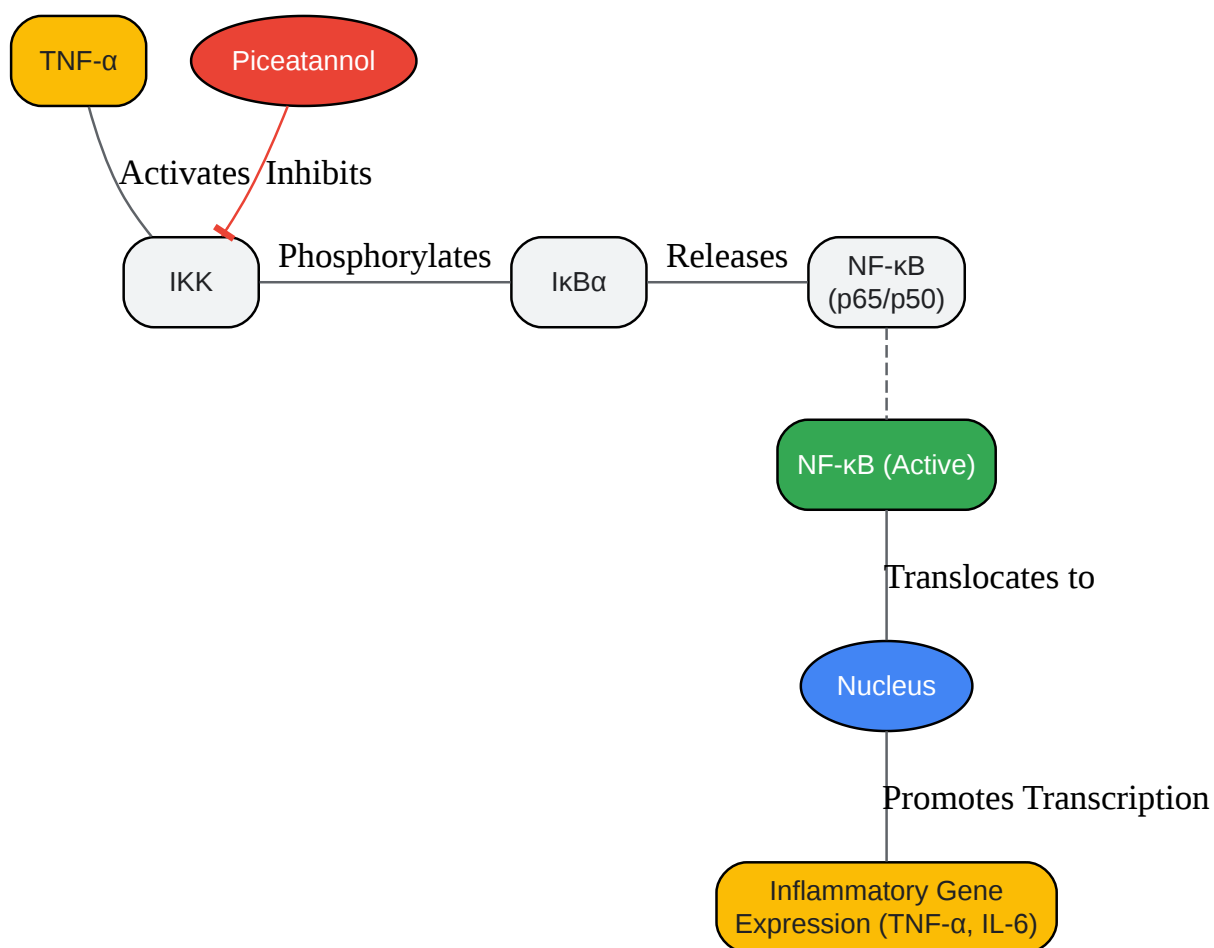 TNF-α
Piceatannol
Activates
Inhibits
IKK
Phosphorylates
IκBα
Releases
NF-κB
(p65/p50)
NF-κB (Active)
Translocates to
Nucleus
Promotes Transcription
Inflammatory Gene
Expression (TNF-α, IL-6)